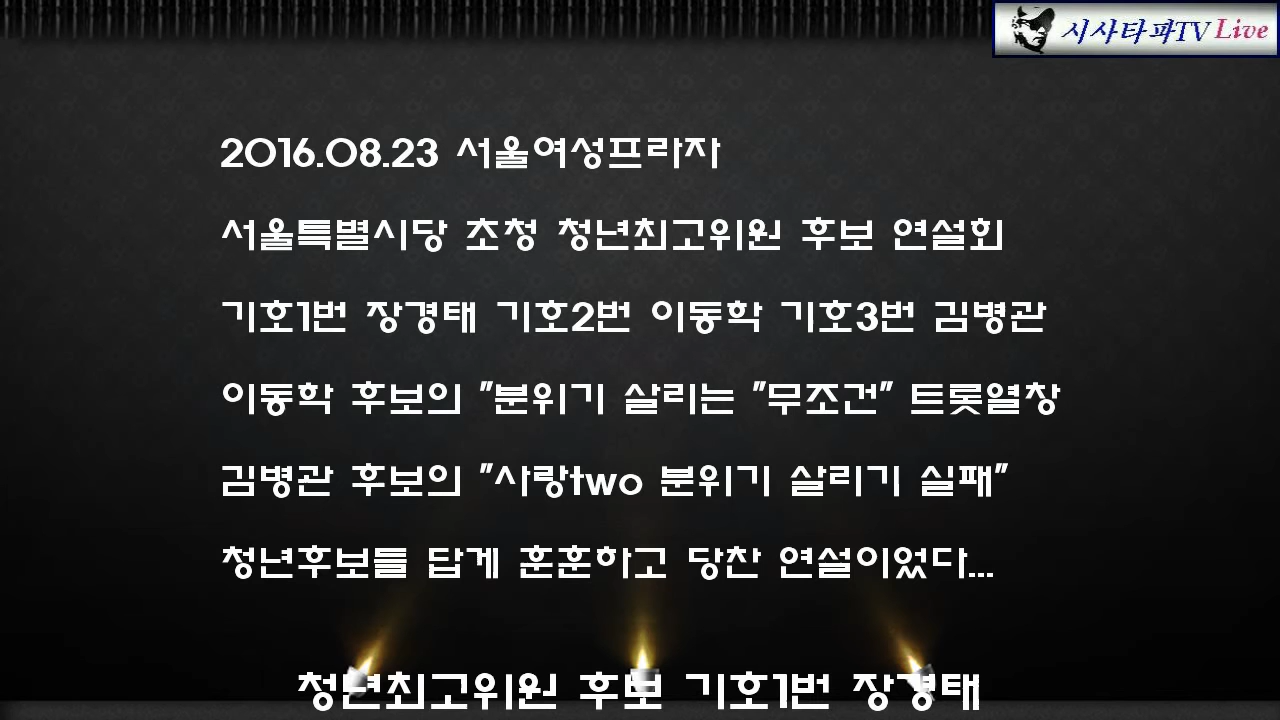 시사타파TV Live
2016.08.23 서울여성프라자
서울특별시당 초청 청년최고위원 후보 연설회
기호1번 장경태 기호2번 이동학 기호3번 김병관
이동학 후보의 "분위기 살리는 "무조건" 트롯열창
김병관 후보의 "사랑two 분위기 살리기 실패"
청년후보들 답게 훈훈하고 당찬 연설이었다...
청년최고위원 후보 기호1번 장경태